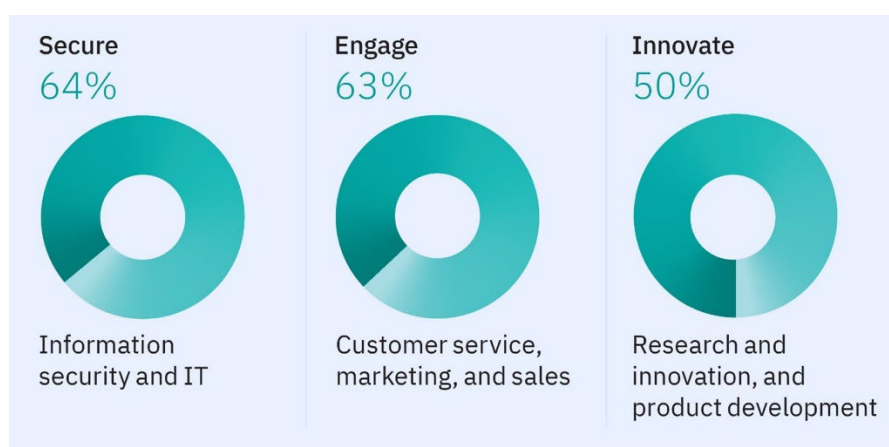 Secure
64%
Information
security and IT
Engage
63%
Customer service,
marketing, and sales
Innovate
50%
Research and
innovation, and
product development